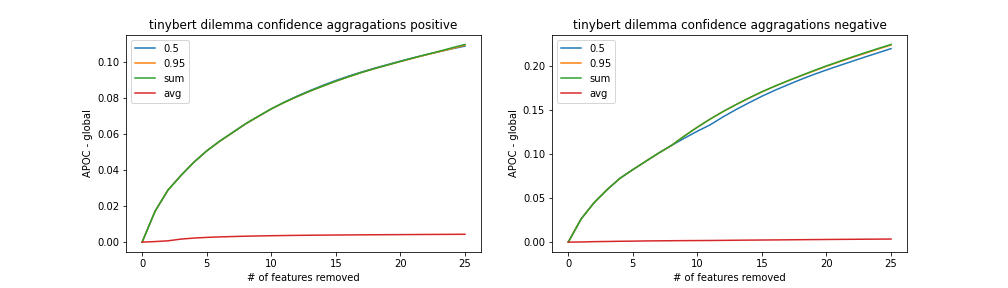 tinybert dilemma confidence aggragations positive
0.5
0.95
sum
avg
APOC - global
0.10
0.08
0.06
0.04
0.02
0.00
0 5 10 15 20 25
# of features removed
tinybert dilemma confidence aggragations negative
0.5
0.95
sum
avg
APOC - global
0.20
0.15
0.10
0.05
0.00
0 5 10 15 20 25
# of features removed